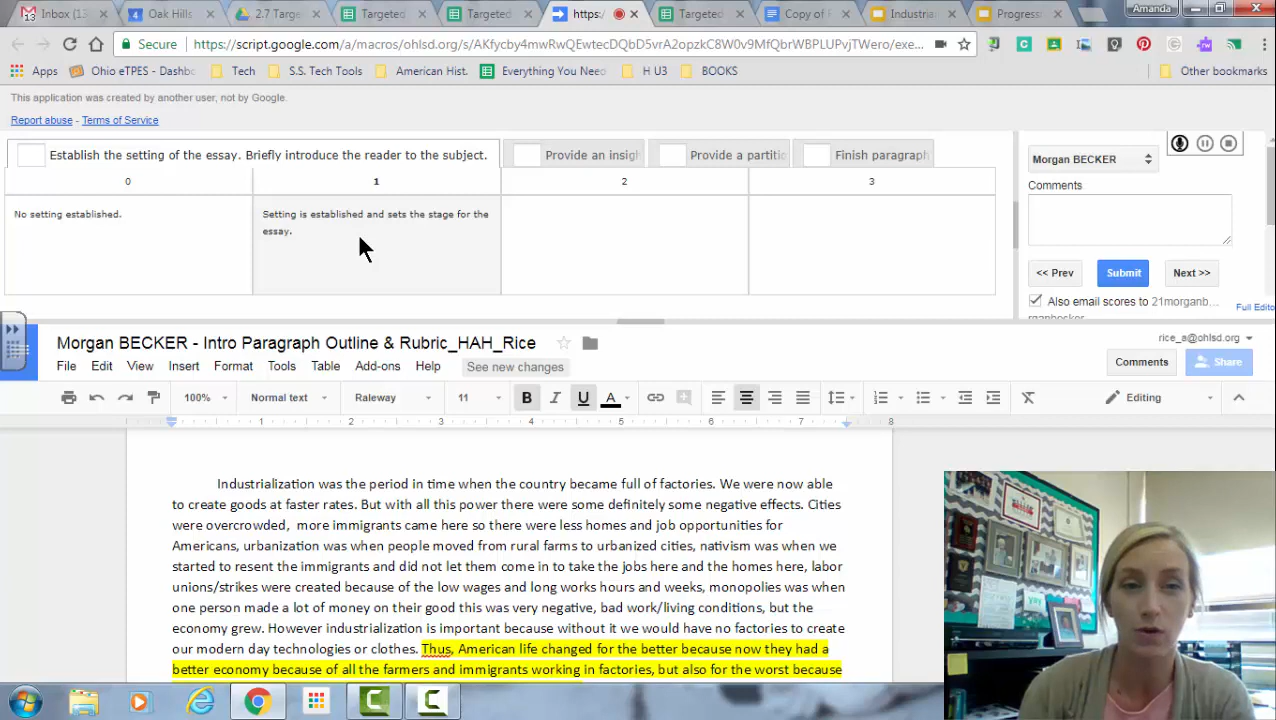 Inbox (13
Oak Hills
2.7 Targe
Targeted
Targeted
https:
Targeted-
Copy of F
Industria
Progress
Amanda
Secure
https://script.google.com/a/macros/ohlsd.org/s/AKfycby4mwRwQEwtecDQbD5vrA2opzkC8W0v9MfQbrWBPLUPvjTWero/exe...
Apps
Ohio eTPES - Dashbo
Tech
S.S. Tech Tools
American Hist.
Everything You Need
H U3
BOOKS
Other bookmarks
This application was created by another user, not by Google.
Report abuse - Terms of Service
Establish the setting of the essay. Briefly introduce the reader to the subject.
Provide an insig
Provide a partitio
Finish paragraph
0
1
2
3
No setting established.
Setting is established and sets the stage for the
essay.
Morgan BECKER
Comments
<< Prev
Submit
Next >>
Also email scores to 21morganb...
Full Edito
Morgan BECKER - Intro Paragraph Outline & Rubric_HAH_Rice
rice_a@ohlsd.org
File
Edit
View
Insert
Format
Tools
Table
Add-ons
Help
See new changes
Comments
Share
100%
Normal text
Raleway
11
B
I
U
A
Editing
1
2
3
4
5
6
7
8
Industrialization was the period in time when the country became full of factories. We were now able
to create goods at faster rates. But with all this power there were some definitely some negative effects. Cities
were overcrowded, more immigrants came here so there were less homes and job opportunities for
Americans, urbanization was when people moved from rural farms to urbanized cities, nativism was when we
started to resent the immigrants and did not let them come in to take the jobs here and the homes here, labor
unions/strikes were created because of the low wages and long works hours and weeks, monopolies was when
one person made a lot of money on their good this was very negative, bad work/living conditions, but the
economy grew. However industrialization is important because without it we would have no factories to create
our modern day technologies or clothes. Thus, American life changed for the better because now they had a
better economy because of all the farmers and immigrants working in factories, but also for the worst because